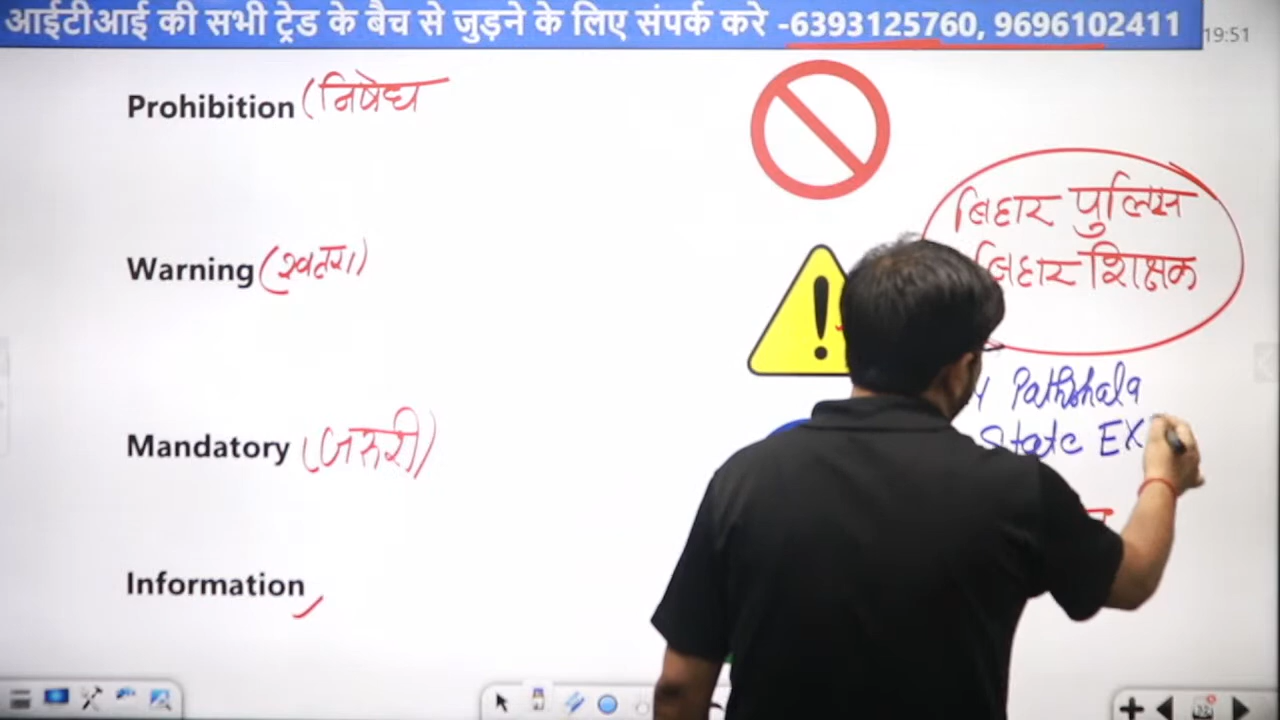 आईटीआई की सभी ट्रेड के बैच से जुड़ने के लिए संपर्क करे -6393125760, 9696102411
19:51
Prohibition (निषेध
बिहार पुलिस
बिहार शिक्षक
Warning (खतरा)
Pathshala
State EX
Mandatory (जरुरी)
Information